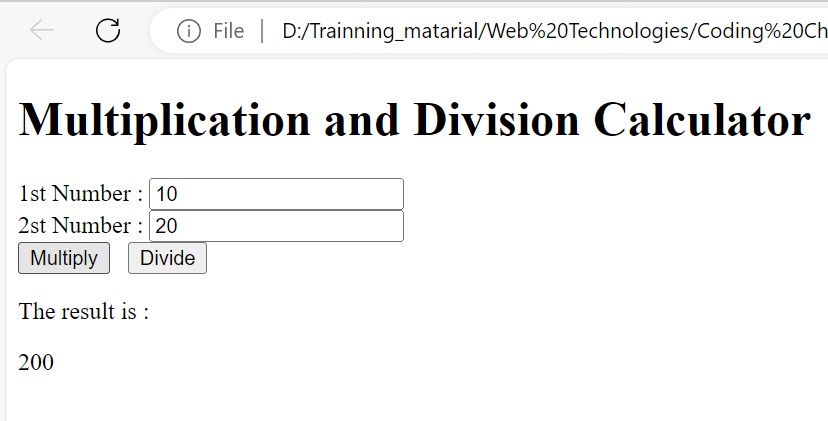 File | D:/Trainning_matarial/Web%20Technologies/Coding%20Ch
Multiplication and Division Calculator
1st Number : 10
2st Number : 20
Multiply Divide
The result is :
200